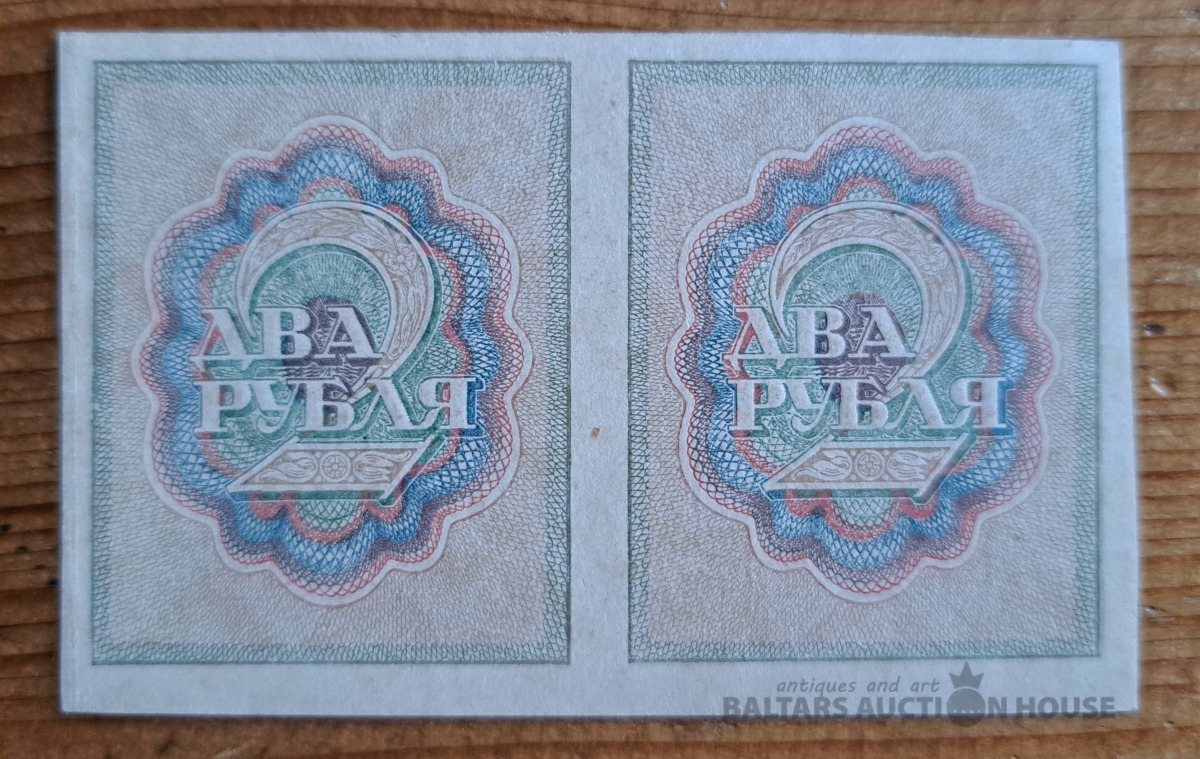 2 2
ДВА ДВА
РУБЛЯ РУБЛЯ
antiques and art
BALTARS AUCTION HOUSE